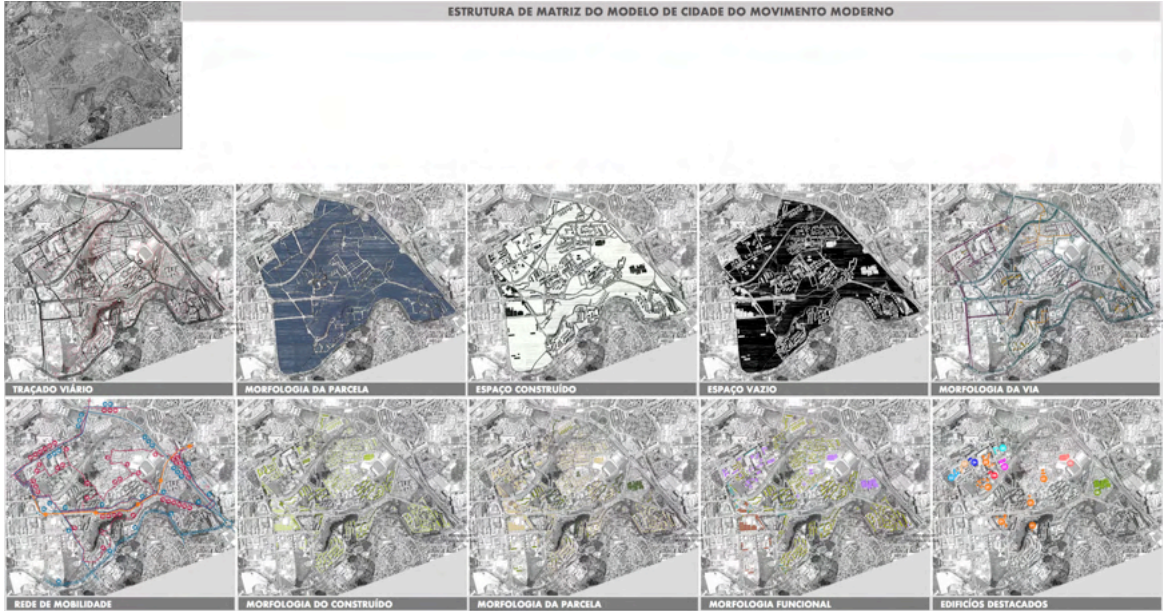 ESTRUTURA DE MATRIZ DO MODELO DE CIDADE DO MOVIMENTO MODERNO
TRAÇADO VIÁRIO
MORFOLOGIA DA PARCELA
ESPAÇO CONSTRUÍDO
ESPAÇO VAZIO
MORFOLOGIA DA VIA
REDE DE MOBILIDADE
MORFOLOGIA DO CONSTRUÍDO
MORFOLOGIA DA PARCELA
MORFOLOGIA FUNCIONAL
EDIFICÍOS DESTACADOS